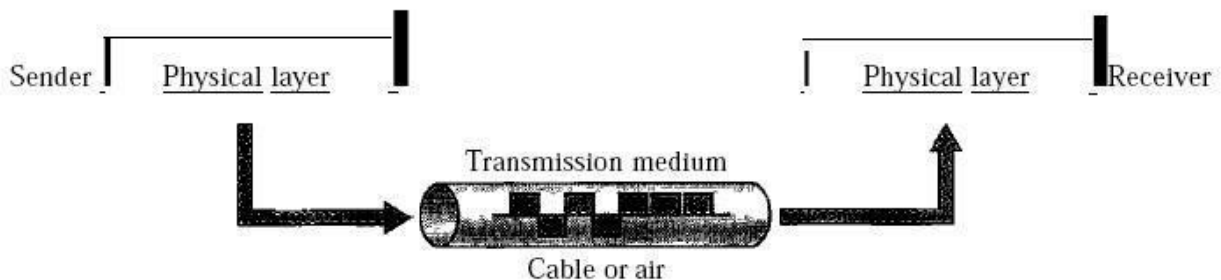 Sender Physical layer Physical layer Receiver
Transmission medium
Cable or air